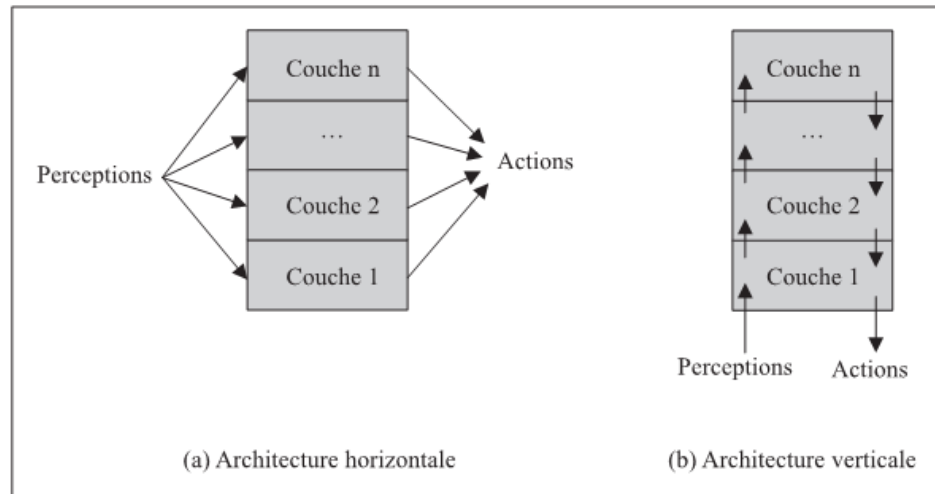 Couche n
…
Couche 2
Couche 1
Perceptions
Actions
(a) Architecture horizontale
Couche n
…
Couche 2
Couche 1
Perceptions
Actions
(b) Architecture verticale